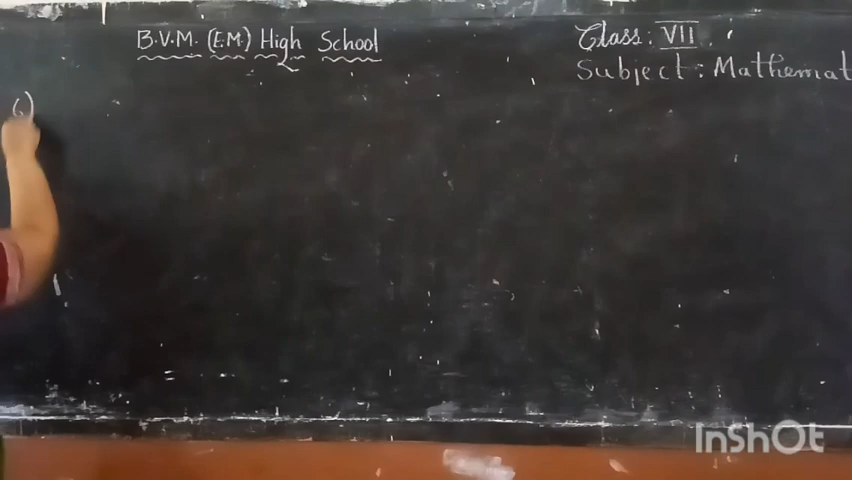 B.V.M. (E.M.) High School
Class: VII
Subject: Mathemat
InShOt